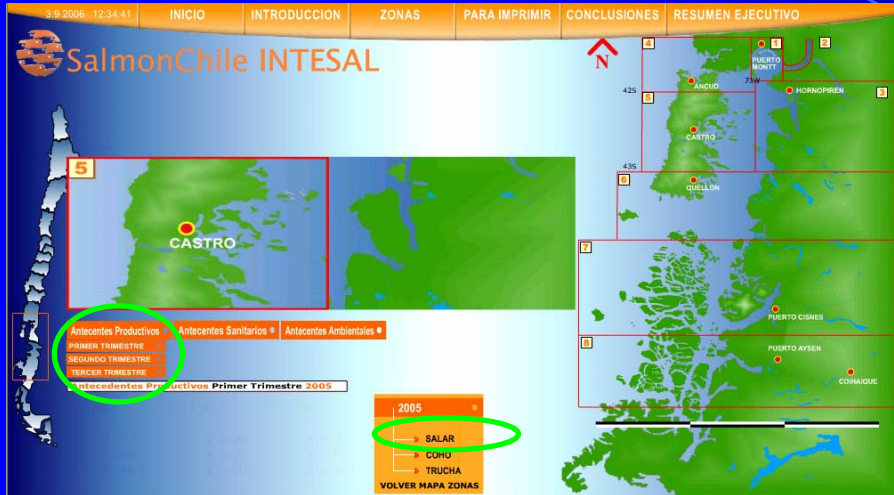 3.9.2006 12:34:41 INICIO INTRODUCCION ZONAS PARA IMPRIMIR CONCLUSIONES RESUMEN EJECUTIVO
SalmonChile INTESAL
N
4
1
2
PUERTO
MONTT
73W
3
ANCUD
HORNOPIREN
42S
5
CASTRO
43S
6
QUELLON
7
PUERTO CISNES
8
PUERTO AYSEN
COIHAIQUE
5
CASTRO
Antecentes Productivos Antecentes Sanitarios Antecentes Ambientales
PRIMER TRIMESTRE
SEGUNDO TRIMESTRE
TERCER TRIMESTRE
Antecedentes Productivos Primer Trimestre 2005
2005
SALAR
COHO
TRUCHA
VOLVER MAPA ZONAS